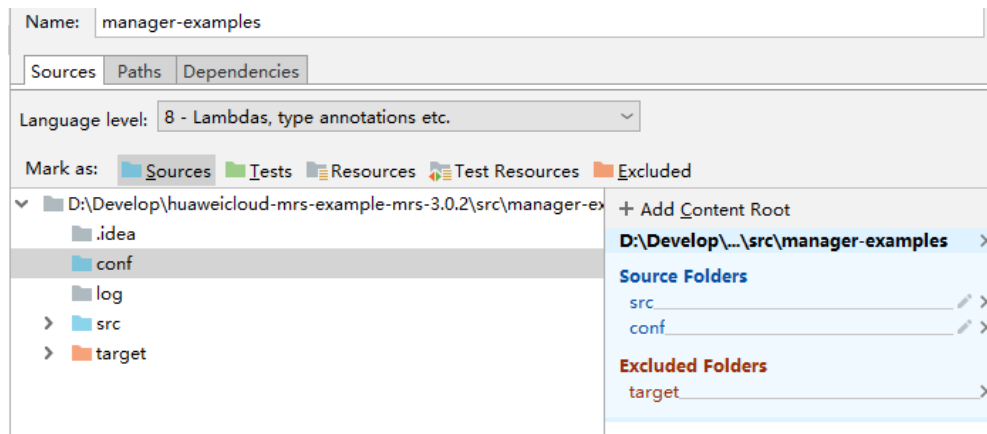 Name: manager-examples
Sources Paths Dependencies
Language level: 8 - Lambdas, type annotations etc.
Mark as: Sources Tests Resources Test Resources Excluded
D:\Develop\huaweicloud-mrs-example-mrs-3.0.2\src\manager-ex
.idea
conf
log
src
target
+ Add Content Root
D:\Develop\...\src\manager-examples
Source Folders
src
conf
Excluded Folders
target